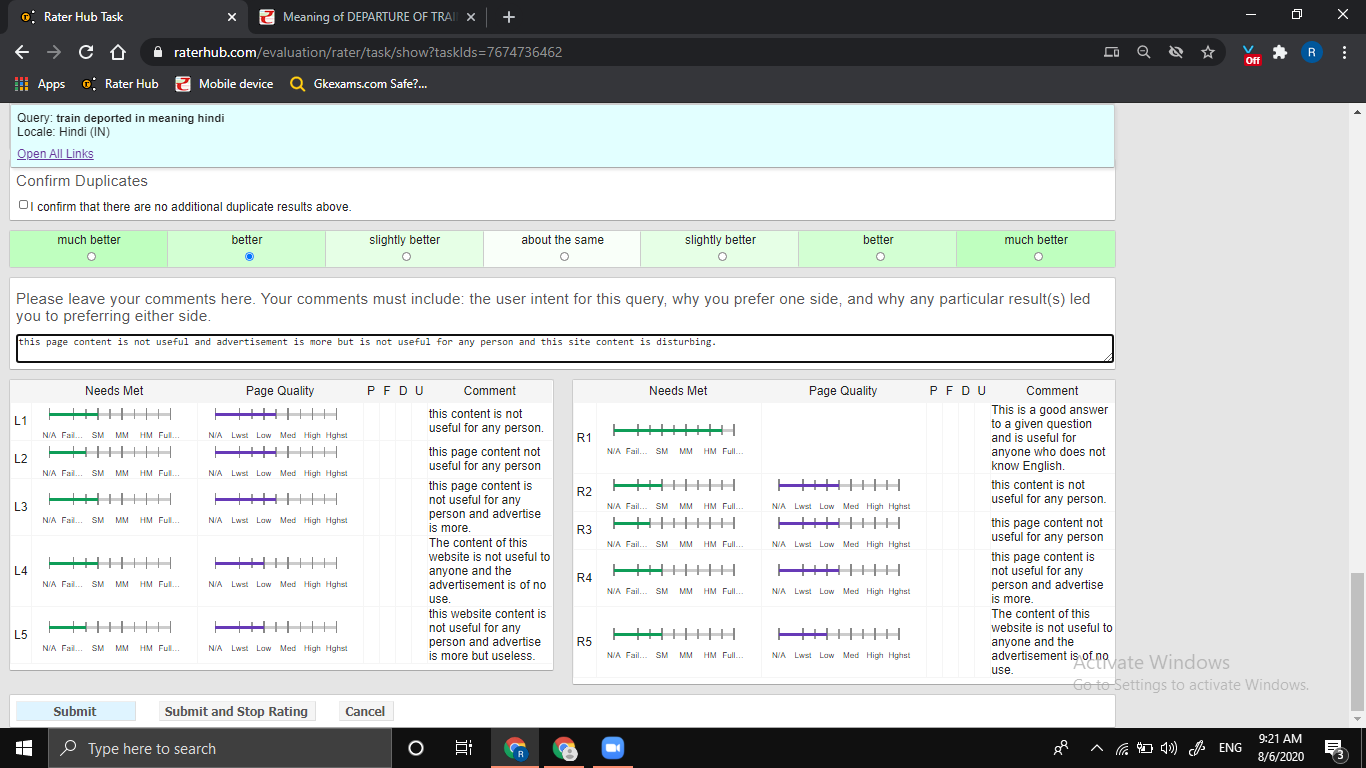 Rater Hub Task
Meaning of DEPARTURE OF TRAI
raterhub.com/evaluation/rater/task/show?taskIds=7674736462
Off
R
Apps
Rater Hub
Mobile device
Gkexams.com Safe?...
Query: train deported in meaning hindi
Locale: Hindi (IN)
Open All Links
Confirm Duplicates
I confirm that there are no additional duplicate results above.
much better better slightly better about the same slightly better better much better
Please leave your comments here. Your comments must include: the user intent for this query, why you prefer one side, and why any particular result(s) led
you to preferring either side.
this page content is not useful and advertisement is more but is not useful for any person and this site content is disturbing.
Needs Met Page Quality P F D U Comment
L1
N/A Fail... SM MM HM Full...
N/A Lwst Low Med High Hghst
this content is not
useful for any person.
L2
N/A Fail... SM MM HM Full...
N/A Lwst Low Med High Hghst
this page content not
useful for any person
L3
N/A Fail... SM MM HM Full...
N/A Lwst Low Med High Hghst
this page content is
not useful for any
person and advertise
is more.
L4
N/A Fail... SM MM HM Full...
N/A Lwst Low Med High Hghst
The content of this
website is not useful to
anyone and the
advertisement is of no
use.
L5
N/A Fail... SM MM HM Full...
N/A Lwst Low Med High Hghst
this website content is
not useful for any
person and advertise
is more but useless.
Needs Met Page Quality P F D U Comment
R1
N/A Fail... SM MM HM Full...
This is a good answer
to a given question
and is useful for
anyone who does not
know English.
R2
N/A Fail... SM MM HM Full...
N/A Lwst Low Med High Hghst
this content is not
useful for any person.
R3
N/A Fail... SM MM HM Full...
N/A Lwst Low Med High Hghst
this page content not
useful for any person
R4
N/A Fail... SM MM HM Full...
N/A Lwst Low Med High Hghst
this page content is
not useful for any
person and advertise
is more.
R5
N/A Fail... SM MM HM Full...
N/A Lwst Low Med High Hghst
The content of this
website is not useful to
anyone and the
advertisement is of no
use.
Activate Windows
Go to Settings to activate Windows.
Submit
Submit and Stop Rating
Cancel
Type here to search
R
ENG
9:21 AM
8/6/2020
3